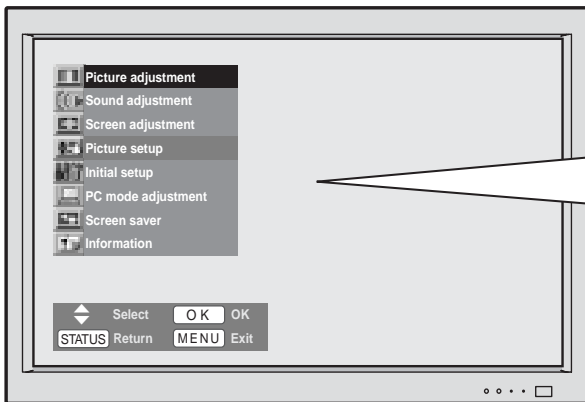 Picture adjustment
Sound adjustment
Screen adjustment
Picture setup
Initial setup
PC mode adjustment
Screen saver
Information
Select OK OK
STATUS Return MENU Exit